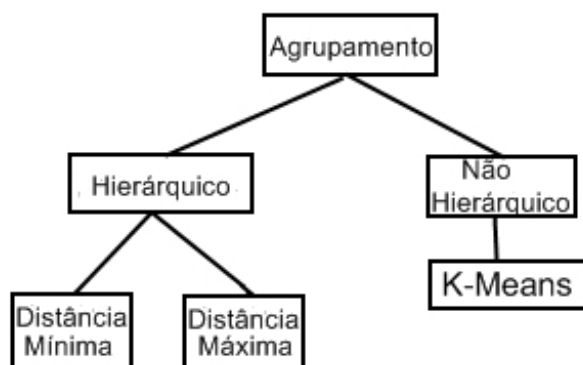 Agrupamento
Hierárquico
Não
Hierárquico
K-Means
Distância
Mínima
Distância
Máxima